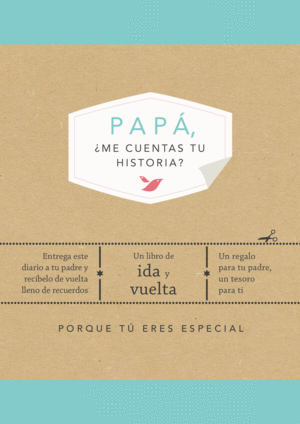 PAPÁ,
¿ME CUENTAS TU
HISTORIA?
Entrega este
diario a tu padre y
recíbelo de vuelta
lleno de recuerdos
Un libro de
ida y
vuelta
Un regalo
para tu padre,
un tesoro
para ti
PORQUE TÚ ERES ESPECIAL